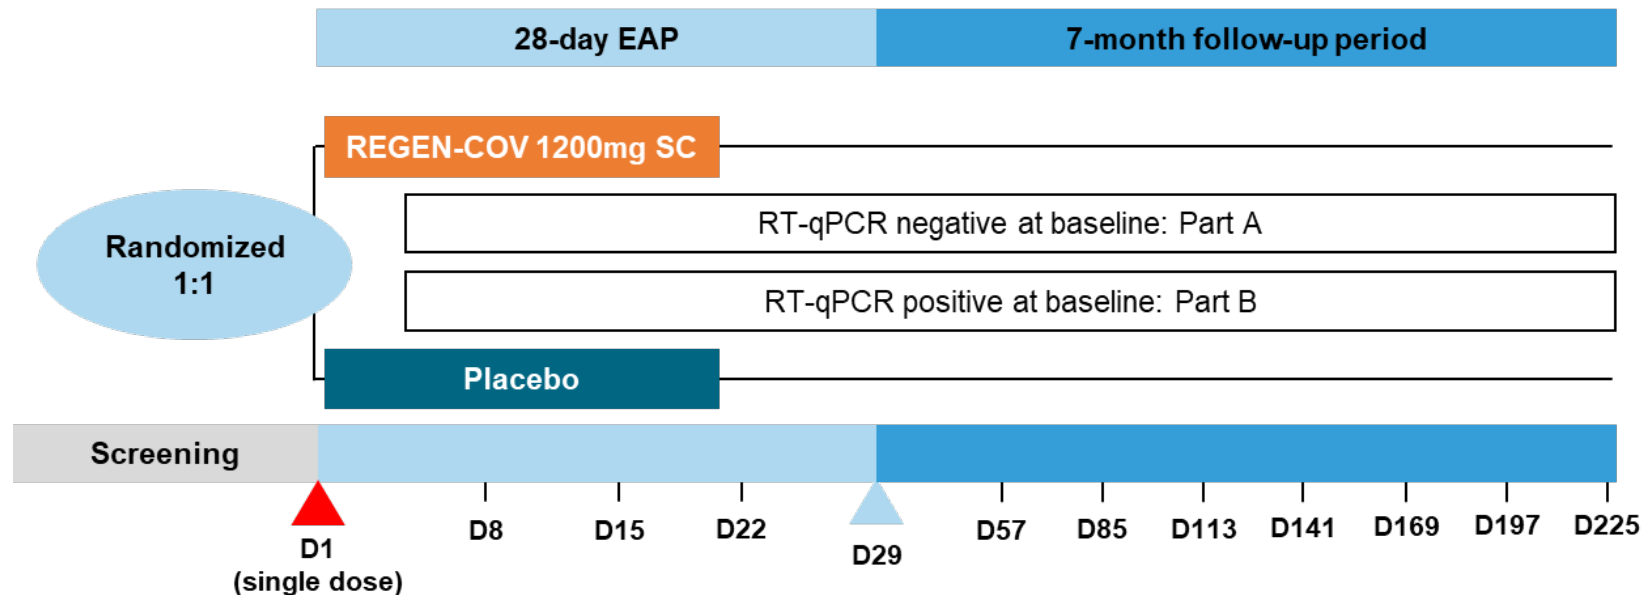 28-day EAP
7-month follow-up period
REGEN-COV 1200mg SC
RT-qPCR negative at baseline: Part A
Randomized
1:1
RT-qPCR positive at baseline: Part B
Placebo
Screening
D1
(single dose)
D8
D15
D22
D29
D57
D85
D113
D141
D169
D197
D225